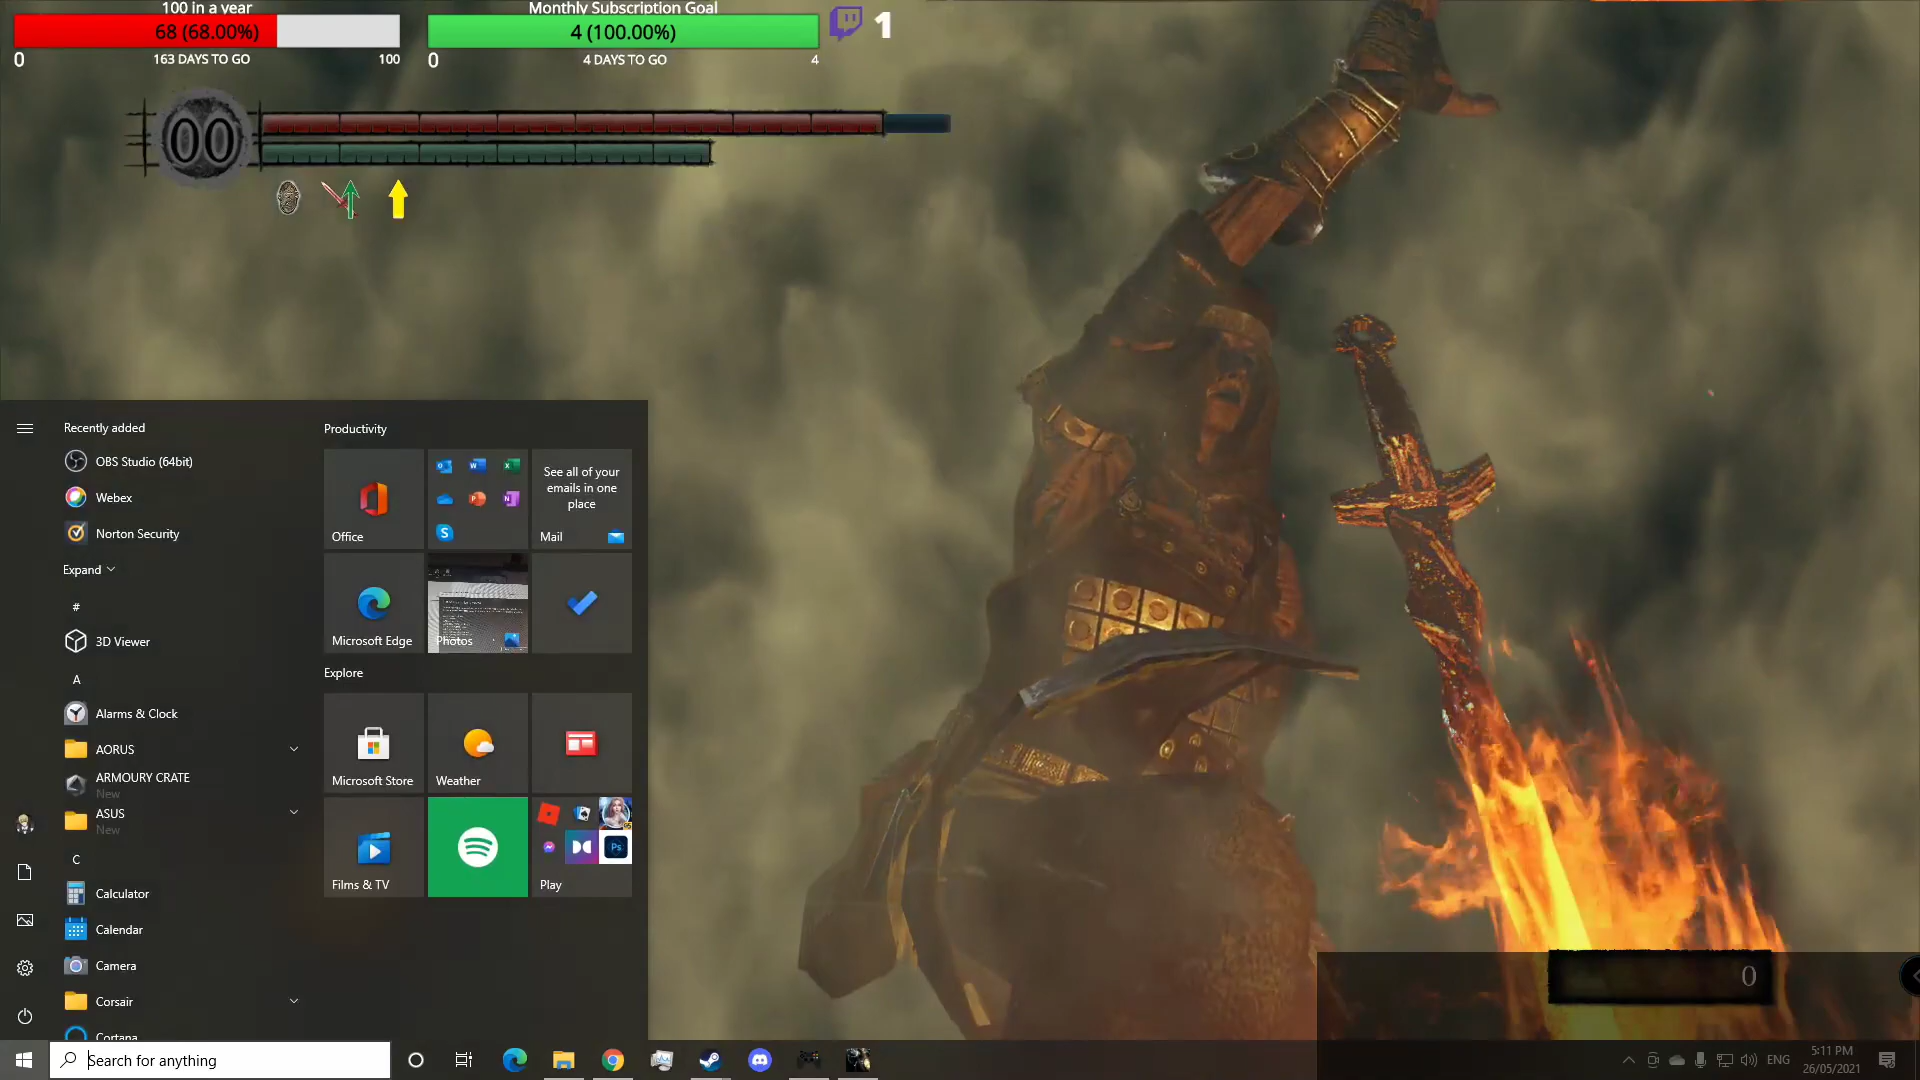 100 in a year
68 (68.00%)
0
163 DAYS TO GO
100
Monthly Subscription Goal
4 (100.00%)
0
4 DAYS TO GO
4
1
00
Recently added
OBS Studio (64bit)
Webex
Norton Security
Expand
#
3D Viewer
A
Alarms & Clock
AORUS
ARMOURY CRATE
New
ASUS
New
C
Calculator
Calendar
Camera
Corsair
Cortana
Productivity
Office
See all of your
emails in one
place
Mail
Microsoft Edge
Photos
Explore
Microsoft Store
Weather
Films & TV
Ps
Play
0
Search for anything
ENG
5:11 PM
26/05/2021